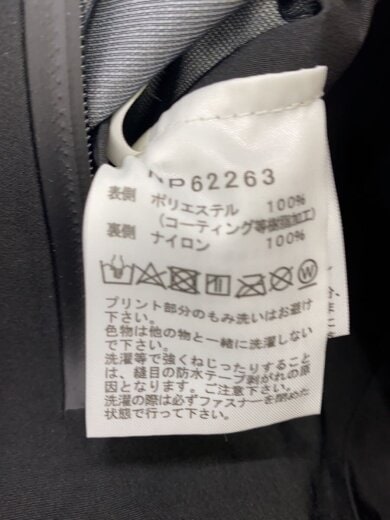 NP62263
表側 ポリエステル 100%
(コーティング等樹脂加工)
裏側 ナイロン 100%
プリント部分のもみ洗いはお避け
下さい。
色物は他の物と一緒に洗濯しない
で下さい。
洗濯等で強くねじったりすること
は、縫目の防水テープ剥がれの原
因となります。ご注意下さい。
洗濯の際は必ずファスナーを閉めた
状態で行って下さい。